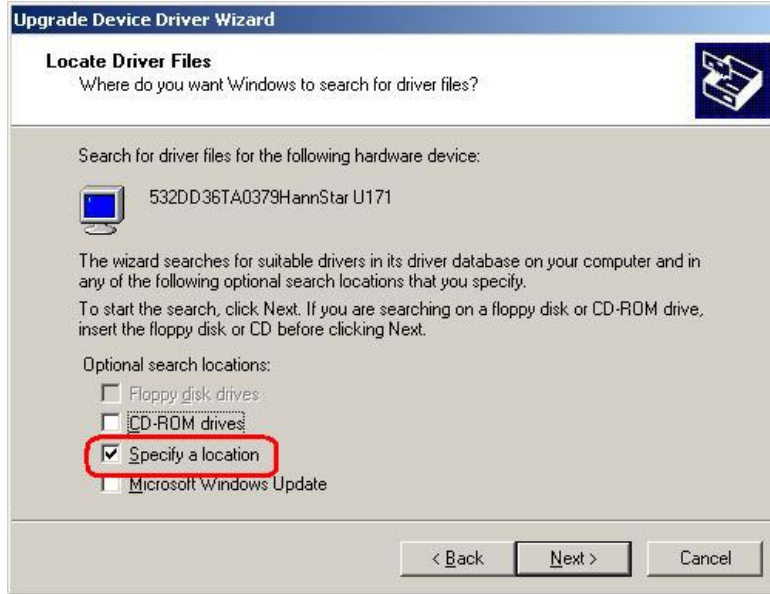 Upgrade Device Driver Wizard
Locate Driver Files
Where do you want Windows to search for driver files?
Search for driver files for the following hardware device:
532DD36TA0379HannStar U171
The wizard searches for suitable drivers in its driver database on your computer and in
any of the following optional search locations that you specify.
To start the search, click Next. If you are searching on a floppy disk or CD-ROM drive,
insert the floppy disk or CD before clicking Next.
Optional search locations:
Floppy disk drives
CD-ROM drives
Specify a location
Microsoft Windows Update
< Back Next > Cancel